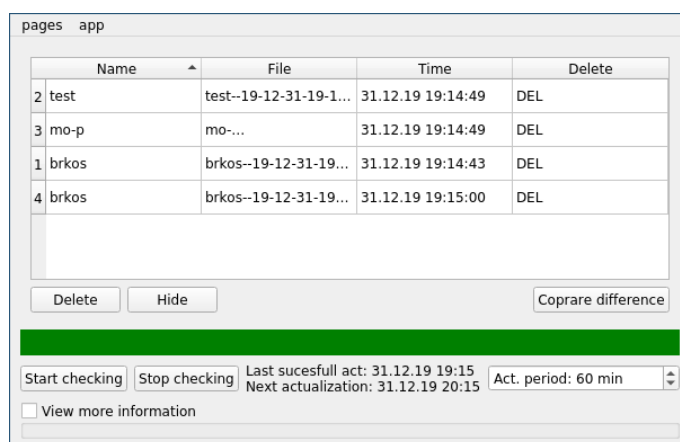 pages app
Name File Time Delete
2 test test--19-12-31-19-1... 31.12.19 19:14:49 DEL
3 mo-p mo-... 31.12.19 19:14:49 DEL
1 brkos brkos--19-12-31-19... 31.12.19 19:14:43 DEL
4 brkos brkos--19-12-31-19... 31.12.19 19:15:00 DEL
Delete Hide Coprare difference
Start checking Stop checking Last sucesfull act: 31.12.19 19:15 Act. period: 60 min
Next actualization: 31.12.19 20:15
View more information